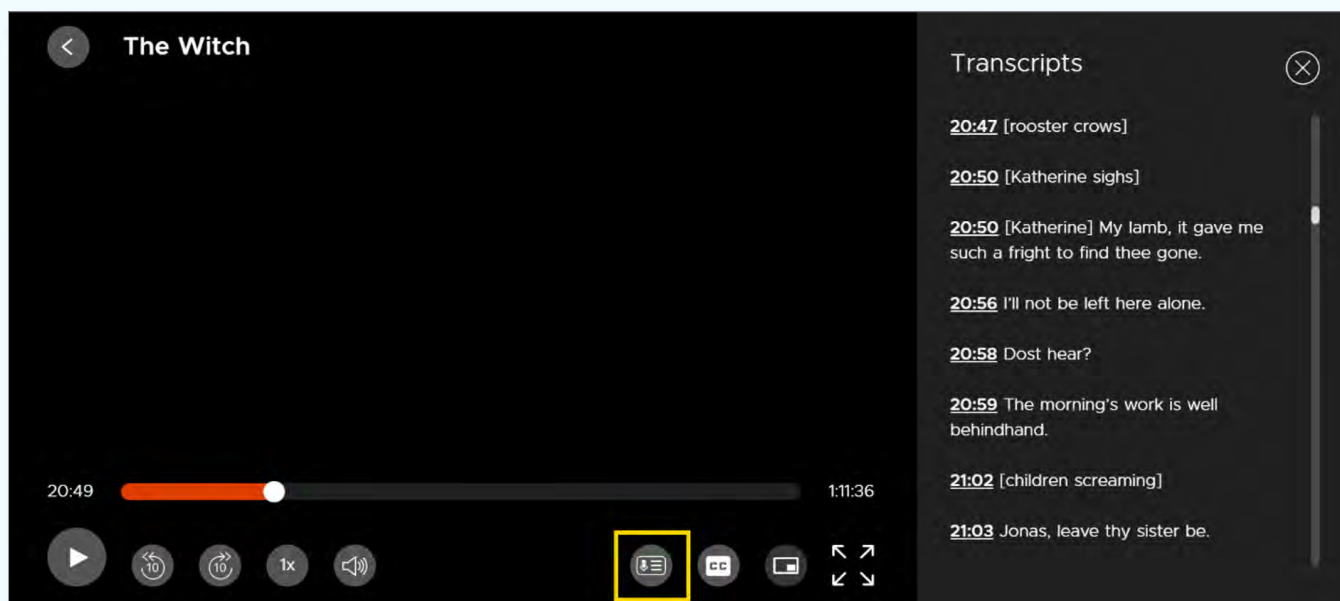 The Witch
Transcripts
20:47 [rooster crows]
20:50 [Katherine sighs]
20:50 [Katherine] My lamb, it gave me
such a fright to find thee gone.
20:56 I'll not be left here alone.
20:58 Dost hear?
20:59 The morning's work is well
behindhand.
21:02 [children screaming]
21:03 Jonas, leave thy sister be.
20:49
1:11:36
10
10
1x
CC